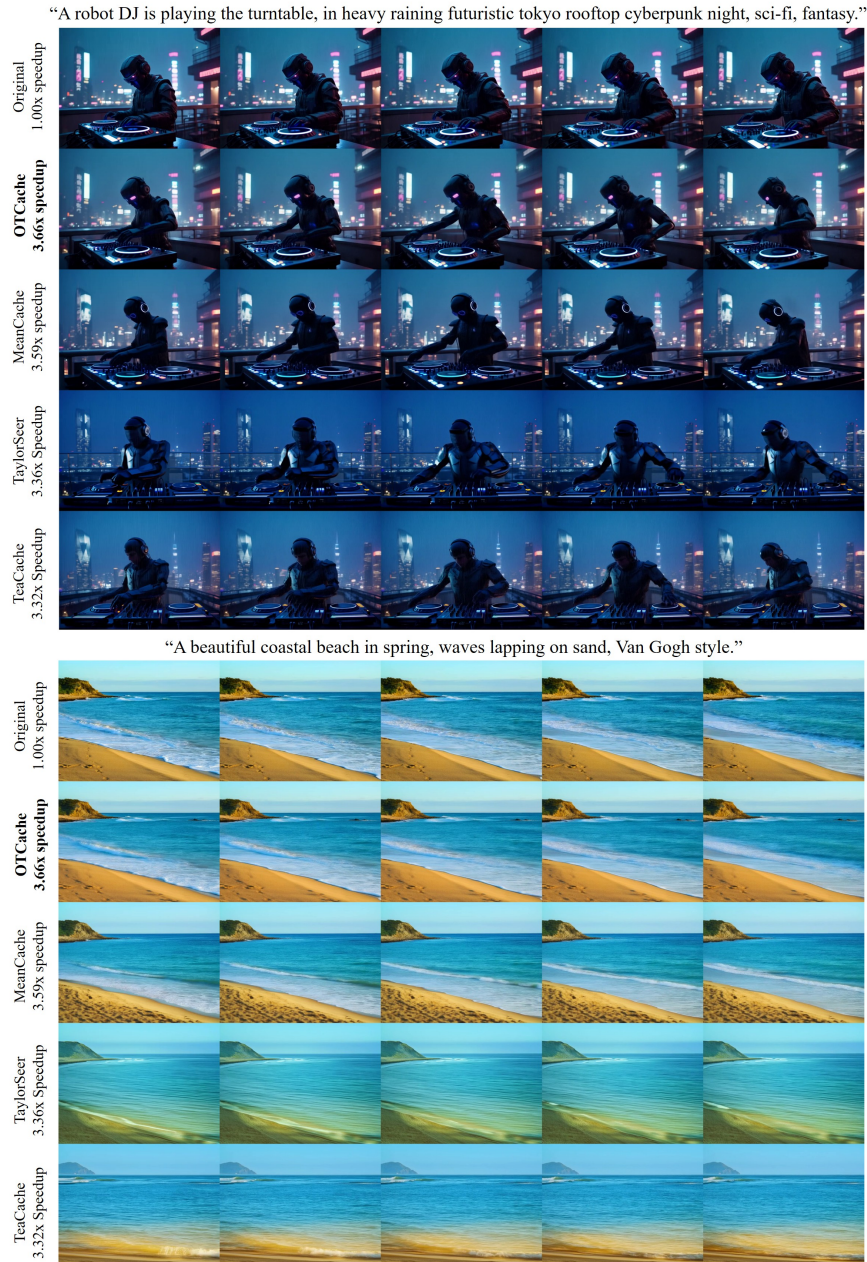 “A robot DJ is playing the turntable, in heavy raining futuristic tokyo rooftop cyberpunk night, sci-fi, fantasy.”
Original
1.00x speedup
OTCache
3.66x speedup
MeanCache
3.59x speedup
TaylorSeer
3.36x Speedup
TeaCache
3.32x Speedup
“A beautiful coastal beach in spring, waves lapping on sand, Van Gogh style.”
Original
1.00x speedup
OTCache
3.66x speedup
MeanCache
3.59x speedup
TaylorSeer
3.36x Speedup
TeaCache
3.32x Speedup